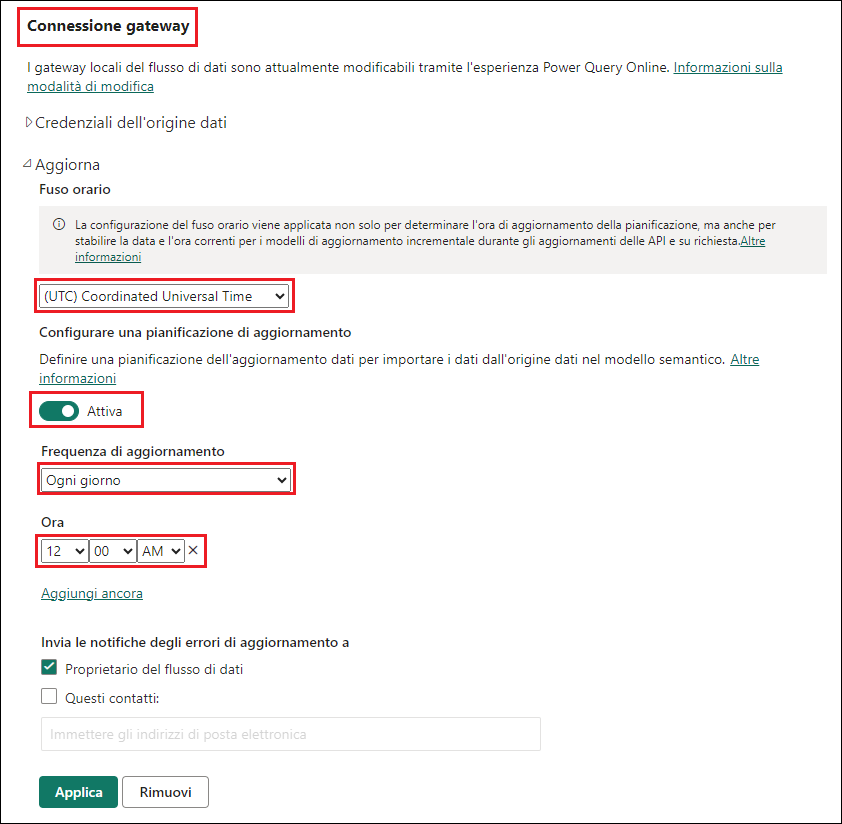 Connessione gateway
I gateway locali del flusso di dati sono attualmente modificabili tramite l'esperienza Power Query Online. Informazioni sulla
modalità di modifica
Credenziali dell'origine dati
Aggiorna
Fuso orario
La configurazione del fuso orario viene applicata non solo per determinare l'ora di aggiornamento della pianificazione, ma anche per
stabilire la data e l'ora correnti per i modelli di aggiornamento incrementale durante gli aggiornamenti delle API e su richiesta.Altre
informazioni
(UTC) Coordinated Universal Time
Configurare una pianificazione di aggiornamento
Definire una pianificazione dell'aggiornamento dati per importare i dati dall'origine dati nel modello semantico. Altre
informazioni
Attiva
Frequenza di aggiornamento
Ogni giorno
Ora
12 00 AM
Aggiungi ancora
Invia le notifiche degli errori di aggiornamento a
Proprietario del flusso di dati
Questi contatti:
Immettere gli indirizzi di posta elettronica
Applica Rimuovi